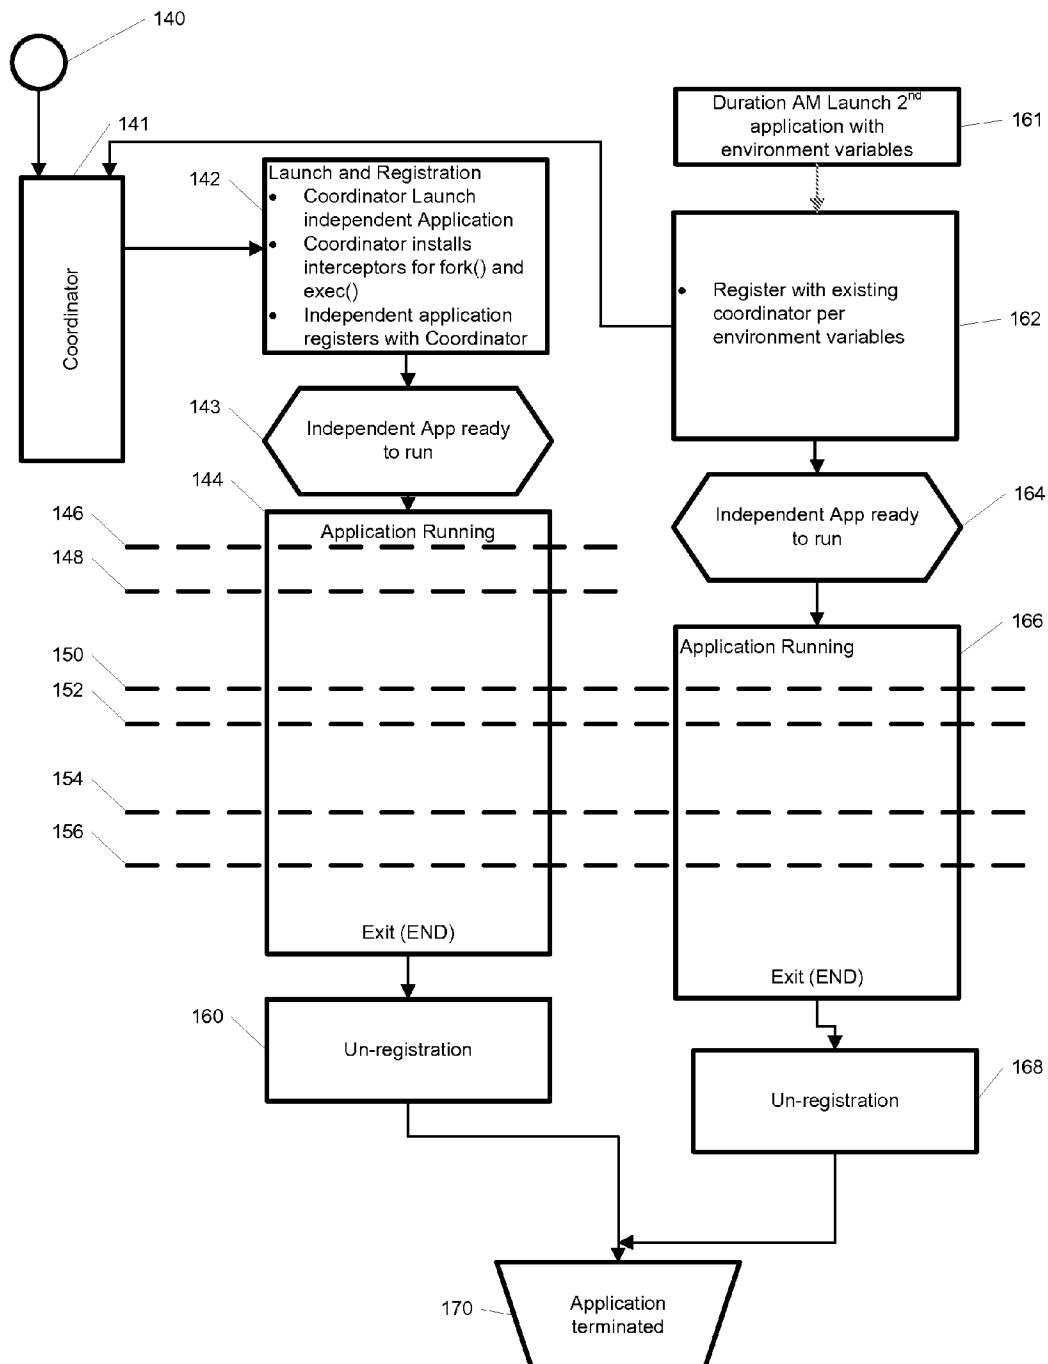 140
141
Coordinator
142
Launch and Registration
• Coordinator Launch
independent Application
• Coordinator installs
interceptors for fork() and
exec()
• Independent application
registers with Coordinator
143
Independent App ready
to run
144
Application Running
146
148
150
152
154
156
Exit (END)
160
Un-registration
Duration AM Launch 2nd
application with
environment variables
161
• Register with existing
coordinator per
environment variables
162
Independent App ready
to run
164
Application Running
166
Exit (END)
Un-registration
168
170
Application
terminated